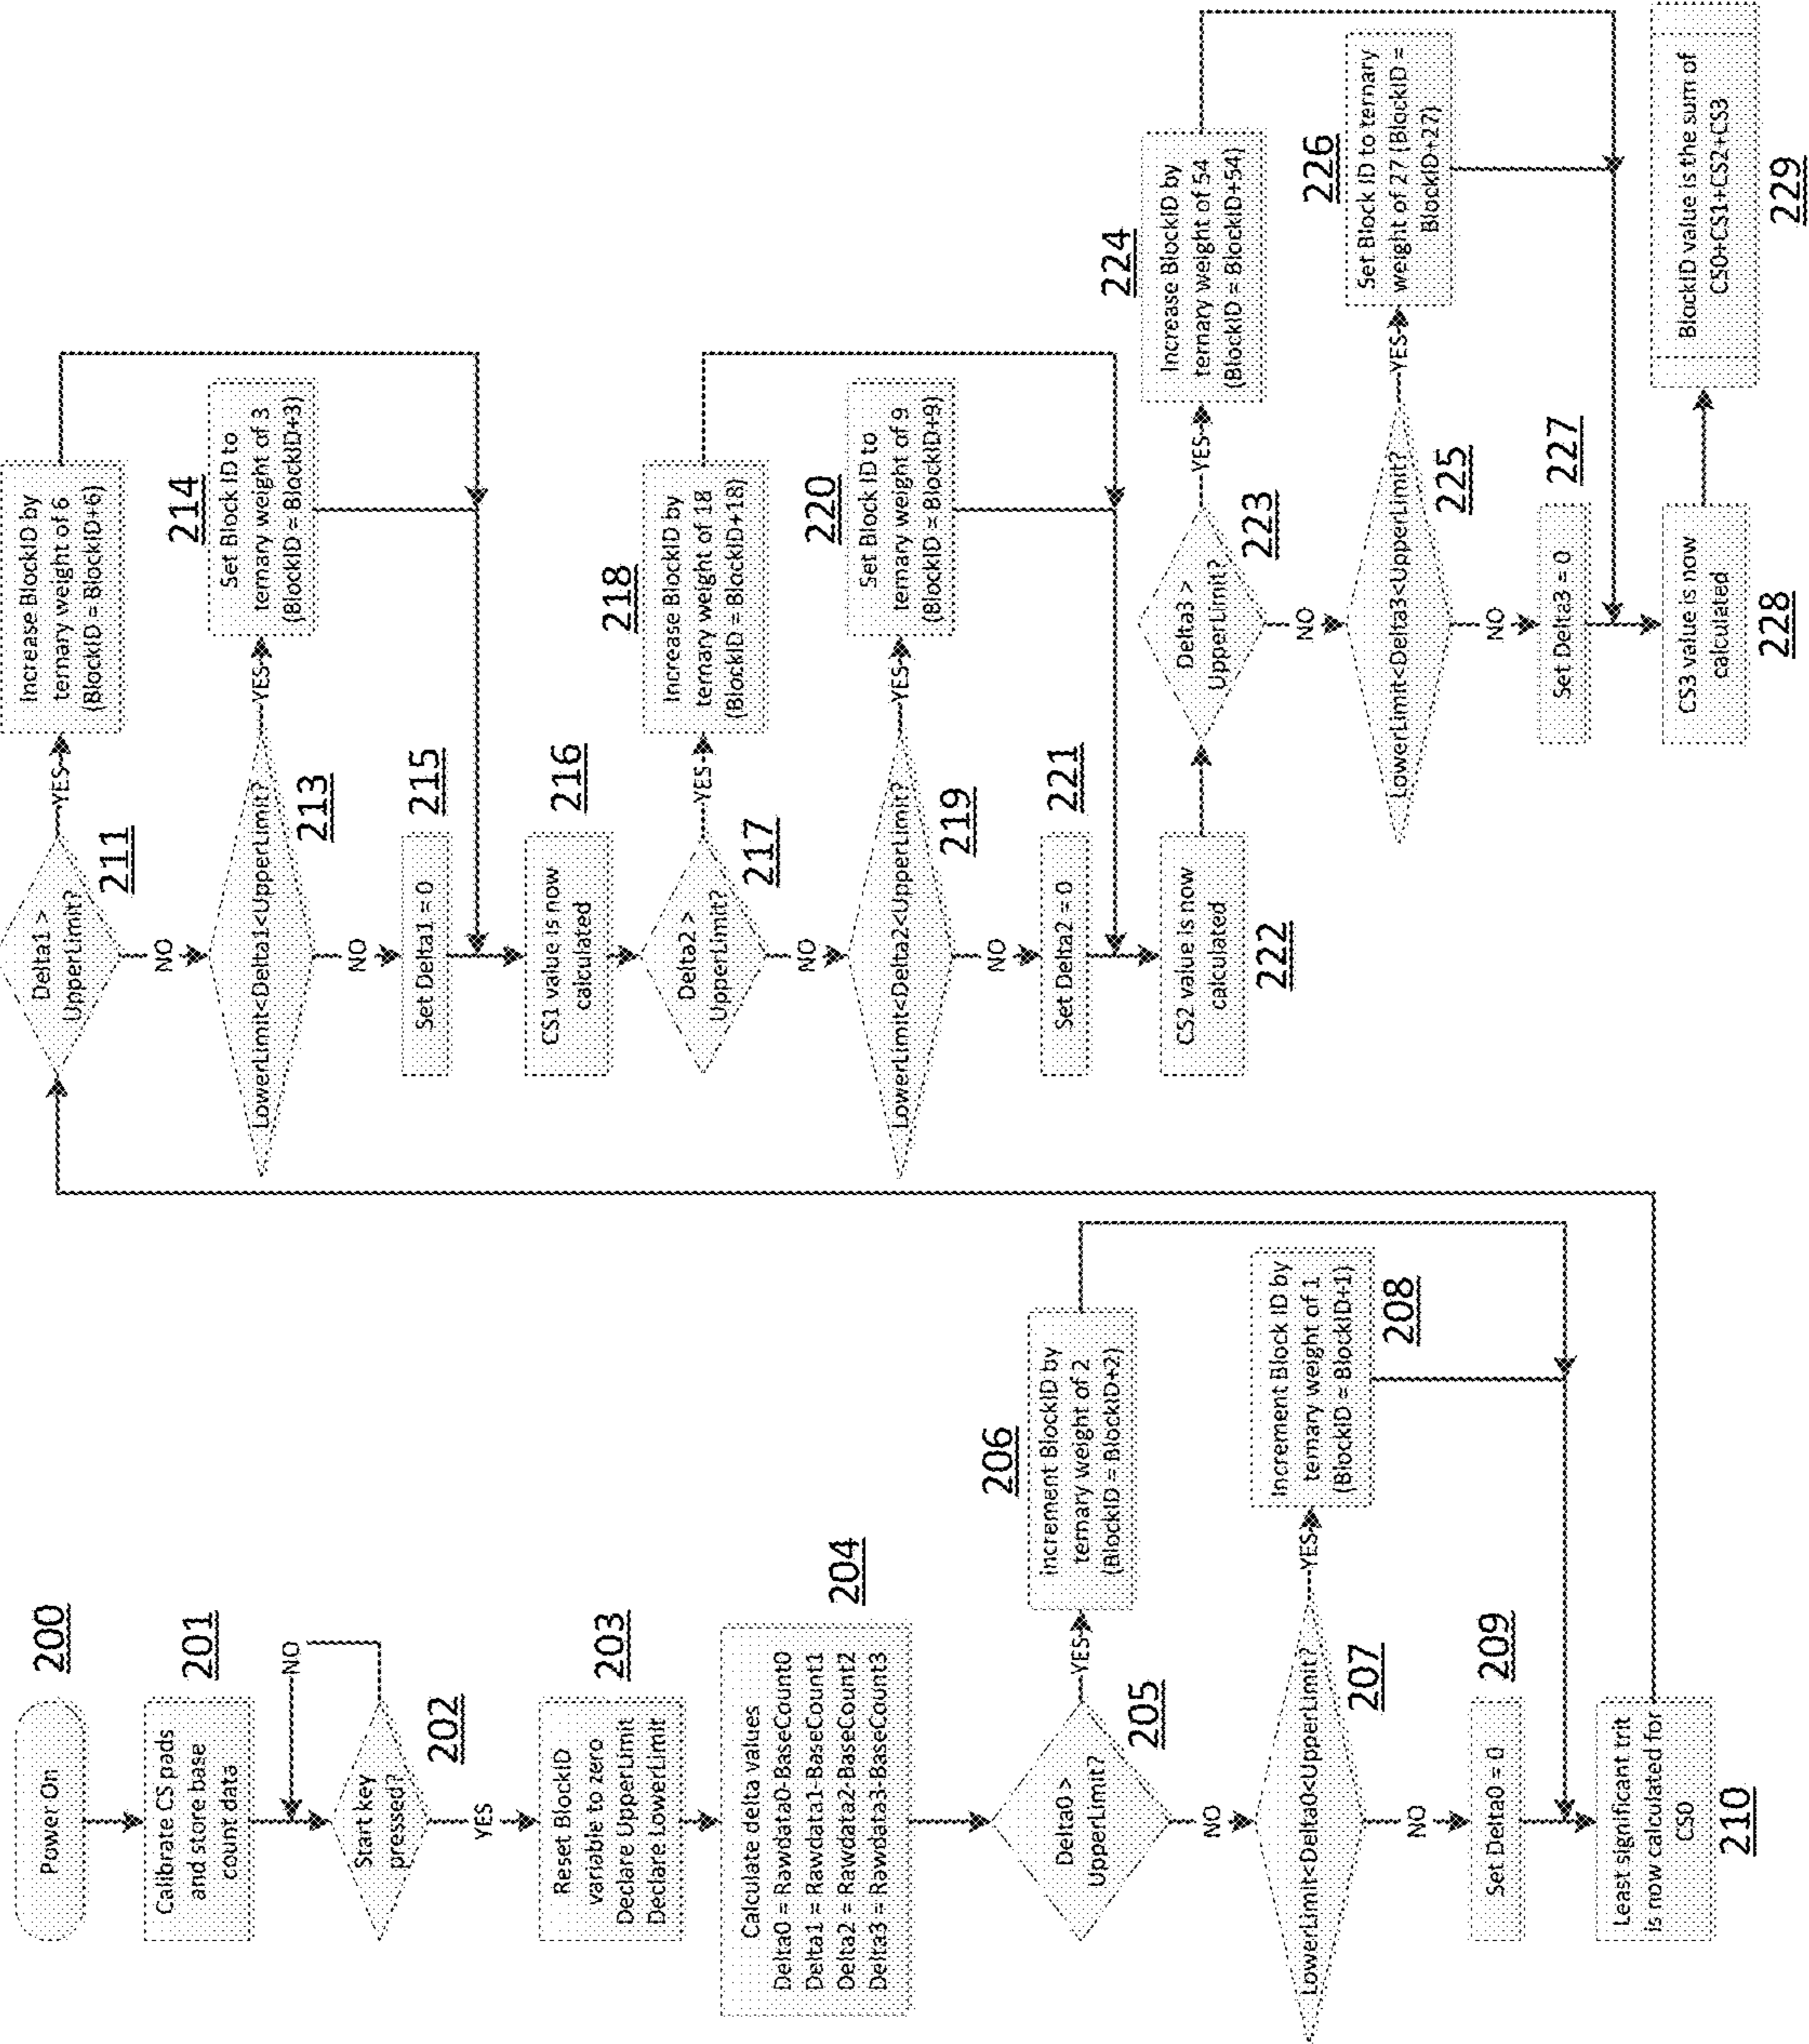 Power On
200
Calibrate CS pads
and store base
count data
201
NO
Start key
pressed?
202
YES
Reset BlockID
variable to zero
Declare UpperLimit
Declare LowerLimit
203
Calculate delta values
Delta0 = Rawdata0-BaseCount0
Delta1 = Rawdata1-BaseCount1
Delta2 = Rawdata2-BaseCount2
Delta3 = Rawdata3-BaseCount3
204
Delta0 >
UpperLimit?
205
YES
Increment BlockID by
ternary weight of 2
(BlockID = BlockID+2)
206
NO
LowerLimit<Delta0<UpperLimit?
207
YES
Increment Block ID by
ternary weight of 1
(BlockID = BlockID+1)
208
NO
Set Delta0 = 0
209
Least significant trit
is now calculated for
CS0
210
Delta1 >
UpperLimit?
211
YES
Increase BlockID by
ternary weight of 6
(BlockID = BlockID+6)
NO
LowerLimit<Delta1<UpperLimit?
213
YES
Set Block ID to
ternary weight of 3
(BlockID = BlockID+3)
214
NO
Set Delta1 = 0
215
CS1 value is now
calculated
216
Delta2 >
UpperLimit?
217
YES
Increase BlockID by
ternary weight of 18
(BlockID = BlockID+18)
218
NO
LowerLimit<Delta2<UpperLimit?
219
YES
Set Block ID to
ternary weight of 9
(BlockID = BlockID+9)
220
NO
Set Delta2 = 0
221
CS2 value is now
calculated
222
Delta3 >
UpperLimit?
223
YES
Increase BlockID by
ternary weight of 54
(BlockID = BlockID+54)
224
NO
LowerLimit<Delta3<UpperLimit?
225
YES
Set Block ID to ternary
weight of 27 (BlockID =
BlockID+27)
226
NO
Set Delta3 = 0
227
CS3 value is now
calculated
228
BlockID value is the sum of
CS0+CS1+CS2+CS3
229